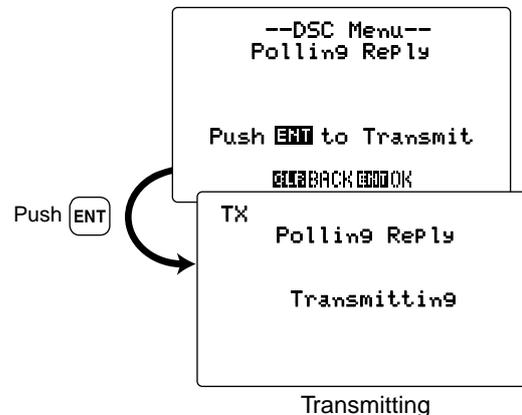 --DSC Menu--
Polling Reply
Push ENT to Transmit
CLR BACK ENT OK
Push ENT
TX
Polling Reply
Transmitting
Transmitting